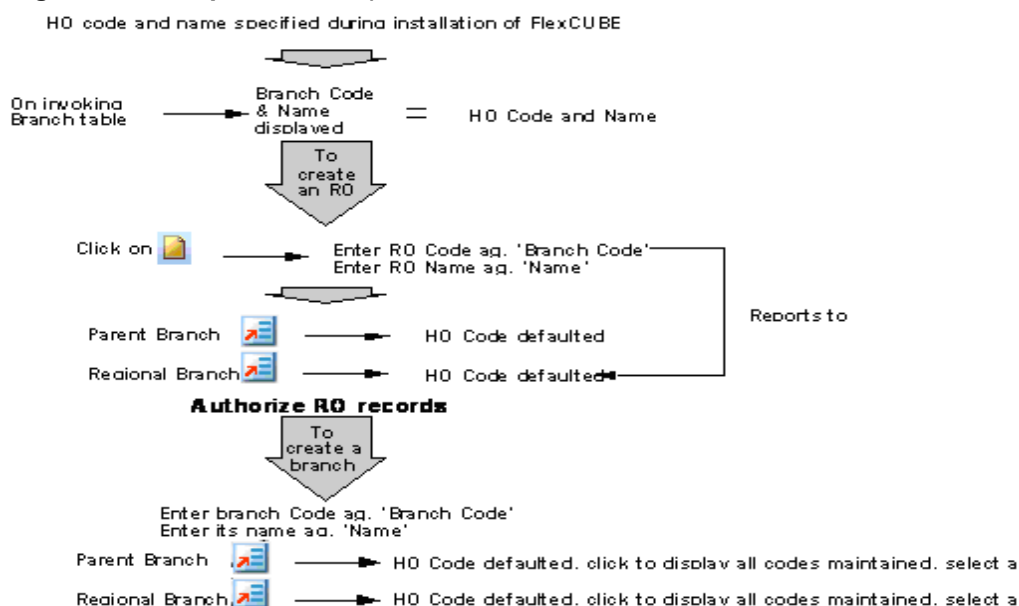 HO code and name specified during installation of FlexCUBE
On invoking
Branch table
Branch Code
& Name
displayed
=
HO Code and Name
To
create
an RO
Click on
Enter RO Code ag. 'Branch Code'
Enter RO Name ag. 'Name'
Reports to
Parent Branch
HO Code defaulted
Regional Branch
HO Code defaulted
Authorize RO records
To
create a
branch
Enter branch Code ag. 'Branch Code'
Enter its name ag. 'Name'
Parent Branch
HO Code defaulted, click to display all codes maintained, select a
Regional Branch
HO Code defaulted, click to display all codes maintained, select a